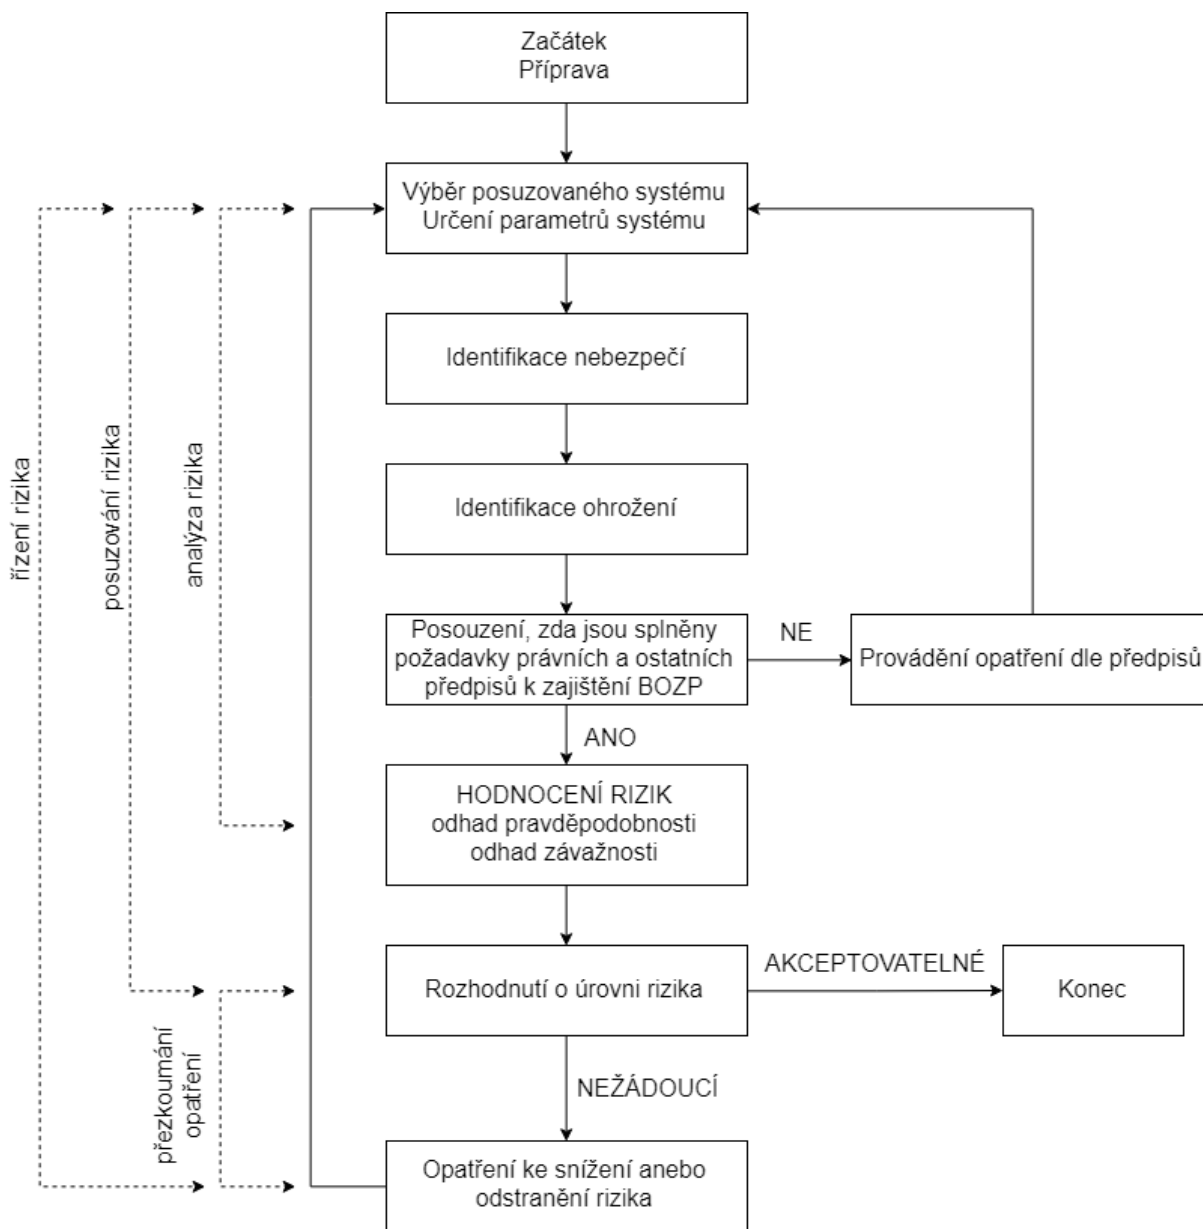 Začátek
Příprava
Výběr posuzovaného systému
Určení parametrů systému
Identifikace nebezpečí
Identifikace ohrožení
Posouzení, zda jsou splněny
požadavky právních a ostatních
předpisů k zajištění BOZP
NE
Provádění opatření dle předpisů
ANO
HODNOCENÍ RIZIK
odhad pravděpodobnosti
odhad závažnosti
Rozhodnutí o úrovni rizika
AKCEPTOVATELNÉ
Konec
NEŽÁDOUCÍ
Opatření ke snížení anebo
odstranění rizika
řízení rizika
posuzování rizika
analýza rizika
přezkoumání
opatření